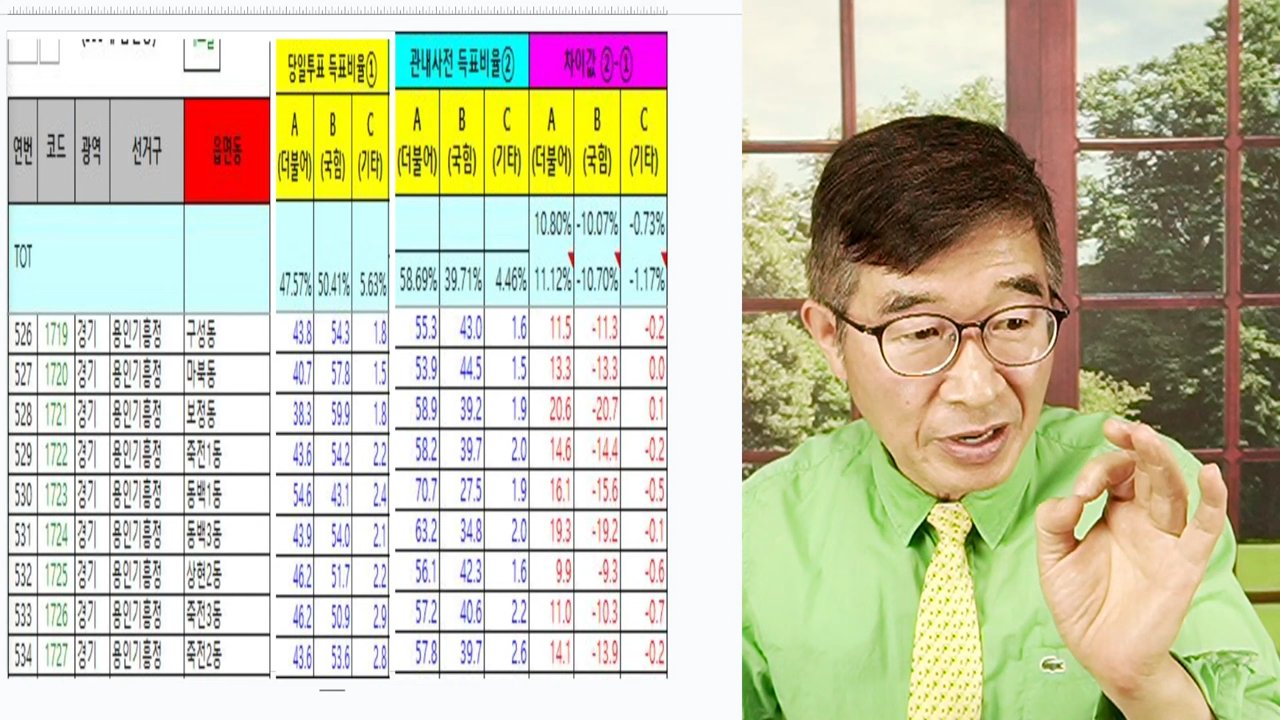 당일투표 득표비율① 관내사전 득표비율② 차이값 ②-①
연번 코드 광역 선거구 읍면동 A (더불어) B (국힘) C (기타) A (더불어) B (국힘) C (기타) A (더불어) B (국힘) C (기타)
10.80% -10.07% -0.73%
TOT 47.57% 50.41% 5.63% 58.69% 39.71% 4.46% 11.12% -10.70% -1.17%
526 1719 경기 용인기흥정 구성동 43.8 54.3 1.8 55.3 43.0 1.6 11.5 -11.3 -0.2
527 1720 경기 용인기흥정 마북동 40.7 57.8 1.5 53.9 44.5 1.5 13.3 -13.3 0.0
528 1721 경기 용인기흥정 보정동 38.3 59.9 1.8 58.9 39.2 1.9 20.6 -20.7 0.1
529 1722 경기 용인기흥정 죽전1동 43.6 54.2 2.2 58.2 39.7 2.0 14.6 -14.4 -0.2
530 1723 경기 용인기흥정 동백1동 54.6 43.1 2.4 70.7 27.5 1.9 16.1 -15.6 -0.5
531 1724 경기 용인기흥정 동백3동 43.9 54.0 2.1 63.2 34.8 2.0 19.3 -19.2 -0.1
532 1725 경기 용인기흥정 상현2동 46.2 51.7 2.2 56.1 42.3 1.6 9.9 -9.3 -0.6
533 1726 경기 용인기흥정 죽전3동 46.2 50.9 2.9 57.2 40.6 2.2 11.0 -10.3 -0.7
534 1727 경기 용인기흥정 죽전2동 43.6 53.6 2.8 57.8 39.7 2.6 14.1 -13.9 -0.2